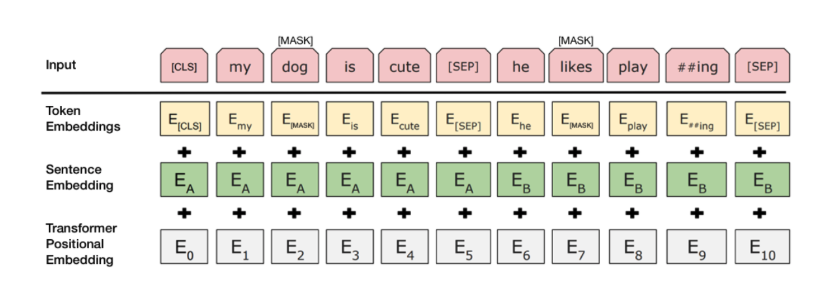 [MASK] [MASK]
Input [CLS] my dog is cute [SEP] he likes play ##ing [SEP]
Token
Embeddings
E[CLS] Emy E[MASK] Eis Ecute E[SEP] Ehe E[MASK] Eplay E##ing E[SEP]
+ + + + + + + + + + +
Sentence
Embedding
EA EA EA EA EA EA EB EB EB EB EB
+ + + + + + + + + + +
Transformer
Positional
Embedding
E0 E1 E2 E3 E4 E5 E6 E7 E8 E9 E10